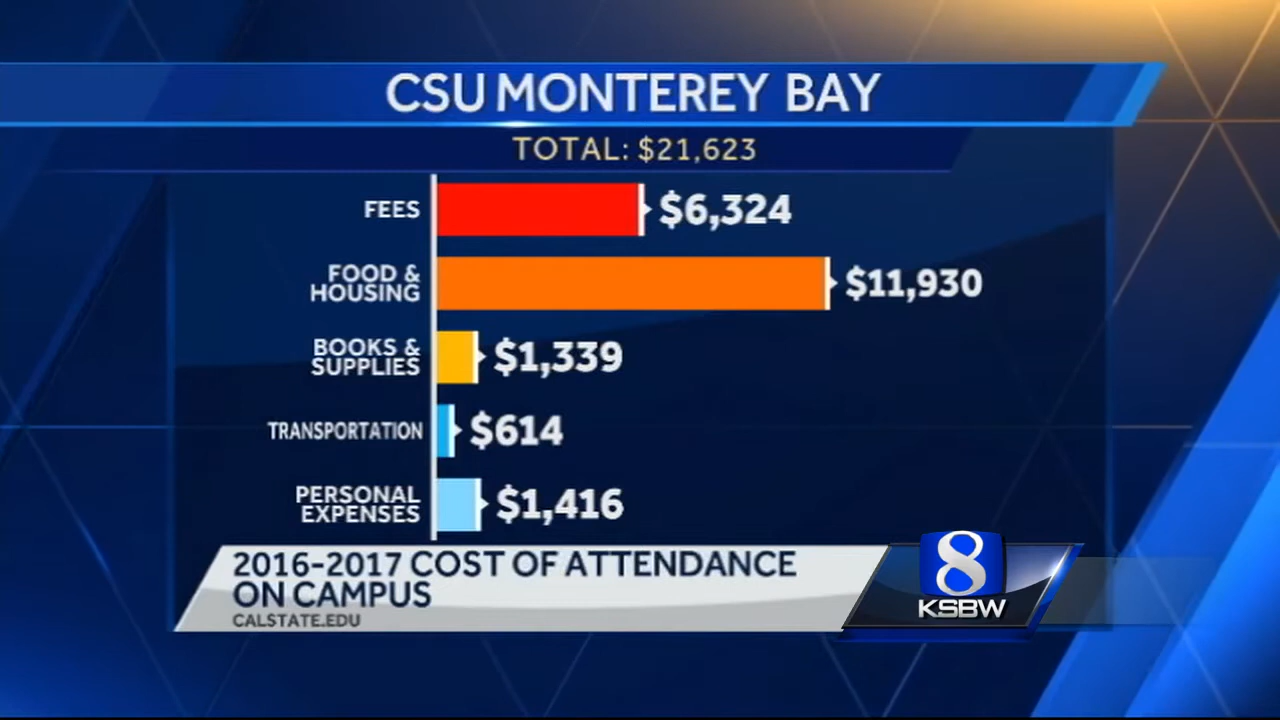 CSU MONTEREY BAY
TOTAL: $21,623
FEES
$6,324
FOOD &
HOUSING
$11,930
BOOKS &
SUPPLIES
$1,339
TRANSPORTATION
$614
PERSONAL
EXPENSES
$1,416
2016-2017 COST OF ATTENDANCE
ON CAMPUS
CALSTATE.EDU
8
KSBW